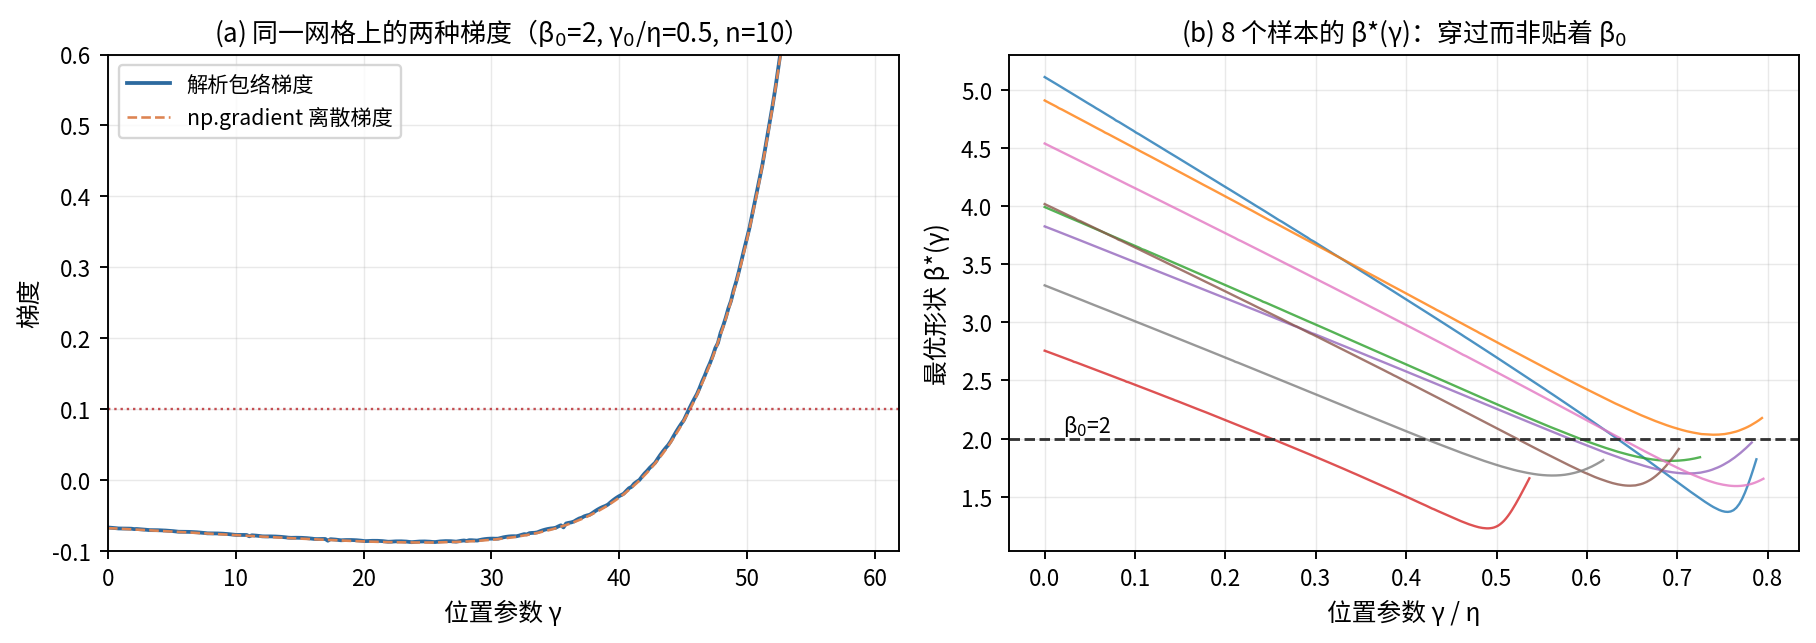 (a) 同一网格上的两种梯度（β₀=2, γ₀/η=0.5, n=10）
解析包络梯度
np.gradient 离散梯度
梯度
0.6
0.5
0.4
0.3
0.2
0.1
0.0
-0.1
0 10 20 30 40 50 60
位置参数 γ
(b) 8 个样本的 β*(γ)：穿过而非贴着 β₀
最优形状 β*(γ)
5.0
4.5
4.0
3.5
3.0
2.5
2.0
1.5
β₀=2
0.0 0.1 0.2 0.3 0.4 0.5 0.6 0.7 0.8
位置参数 γ / η